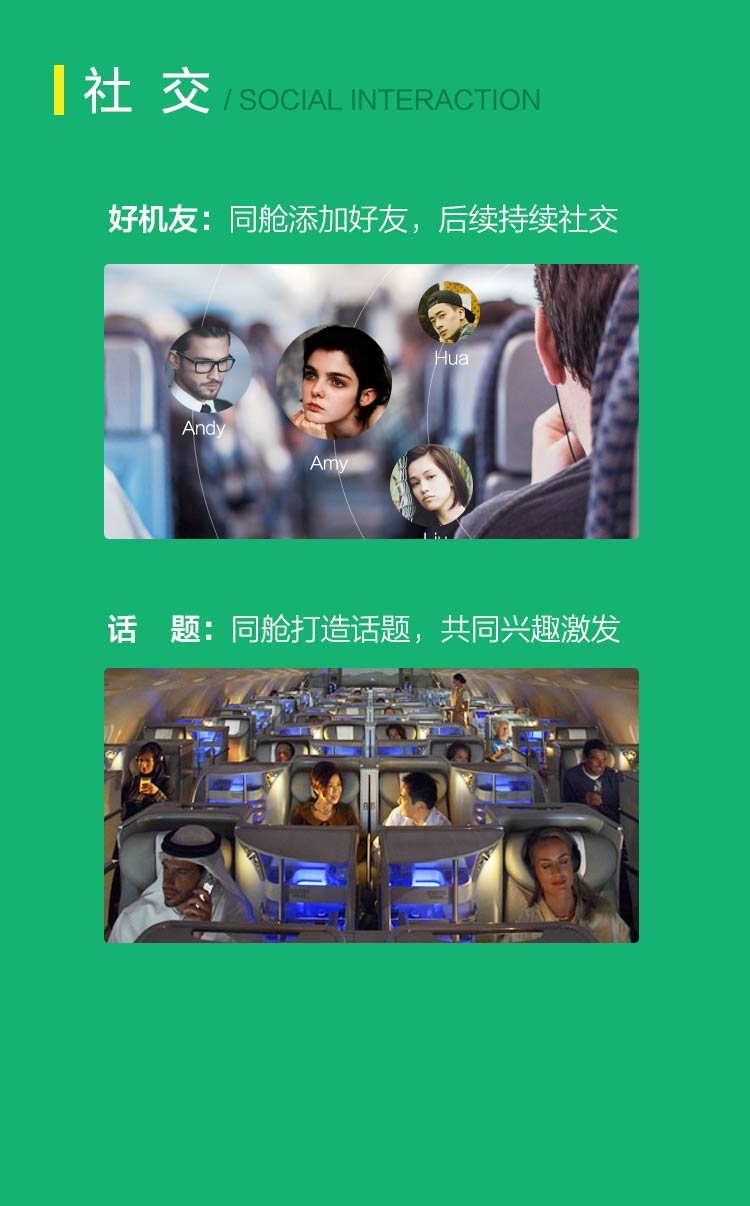 社 交 / SOCIAL INTERACTION
好机友：同舱添加好友，后续持续社交
Hua
Andy
Amy
话 题：同舱打造话题，共同兴趣激发